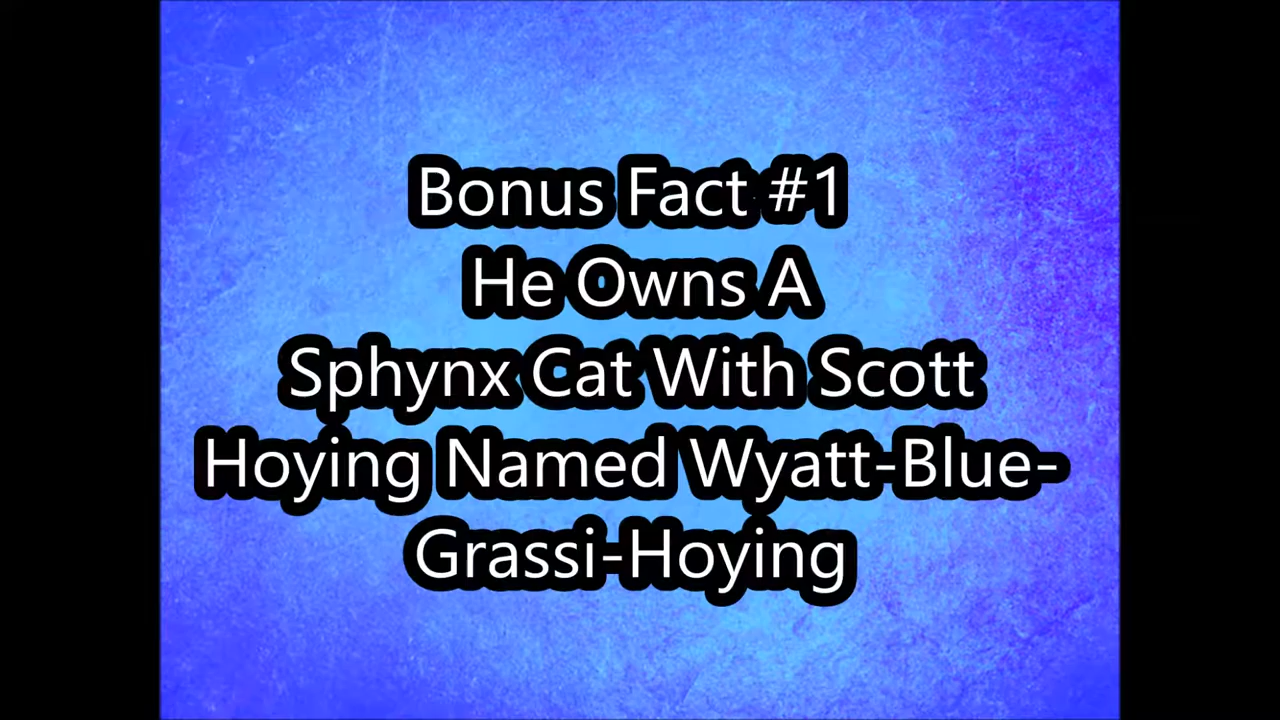 Bonus Fact #1
He Owns A
Sphynx Cat With Scott
Hoying Named Wyatt-Blue-
Grassi-Hoying